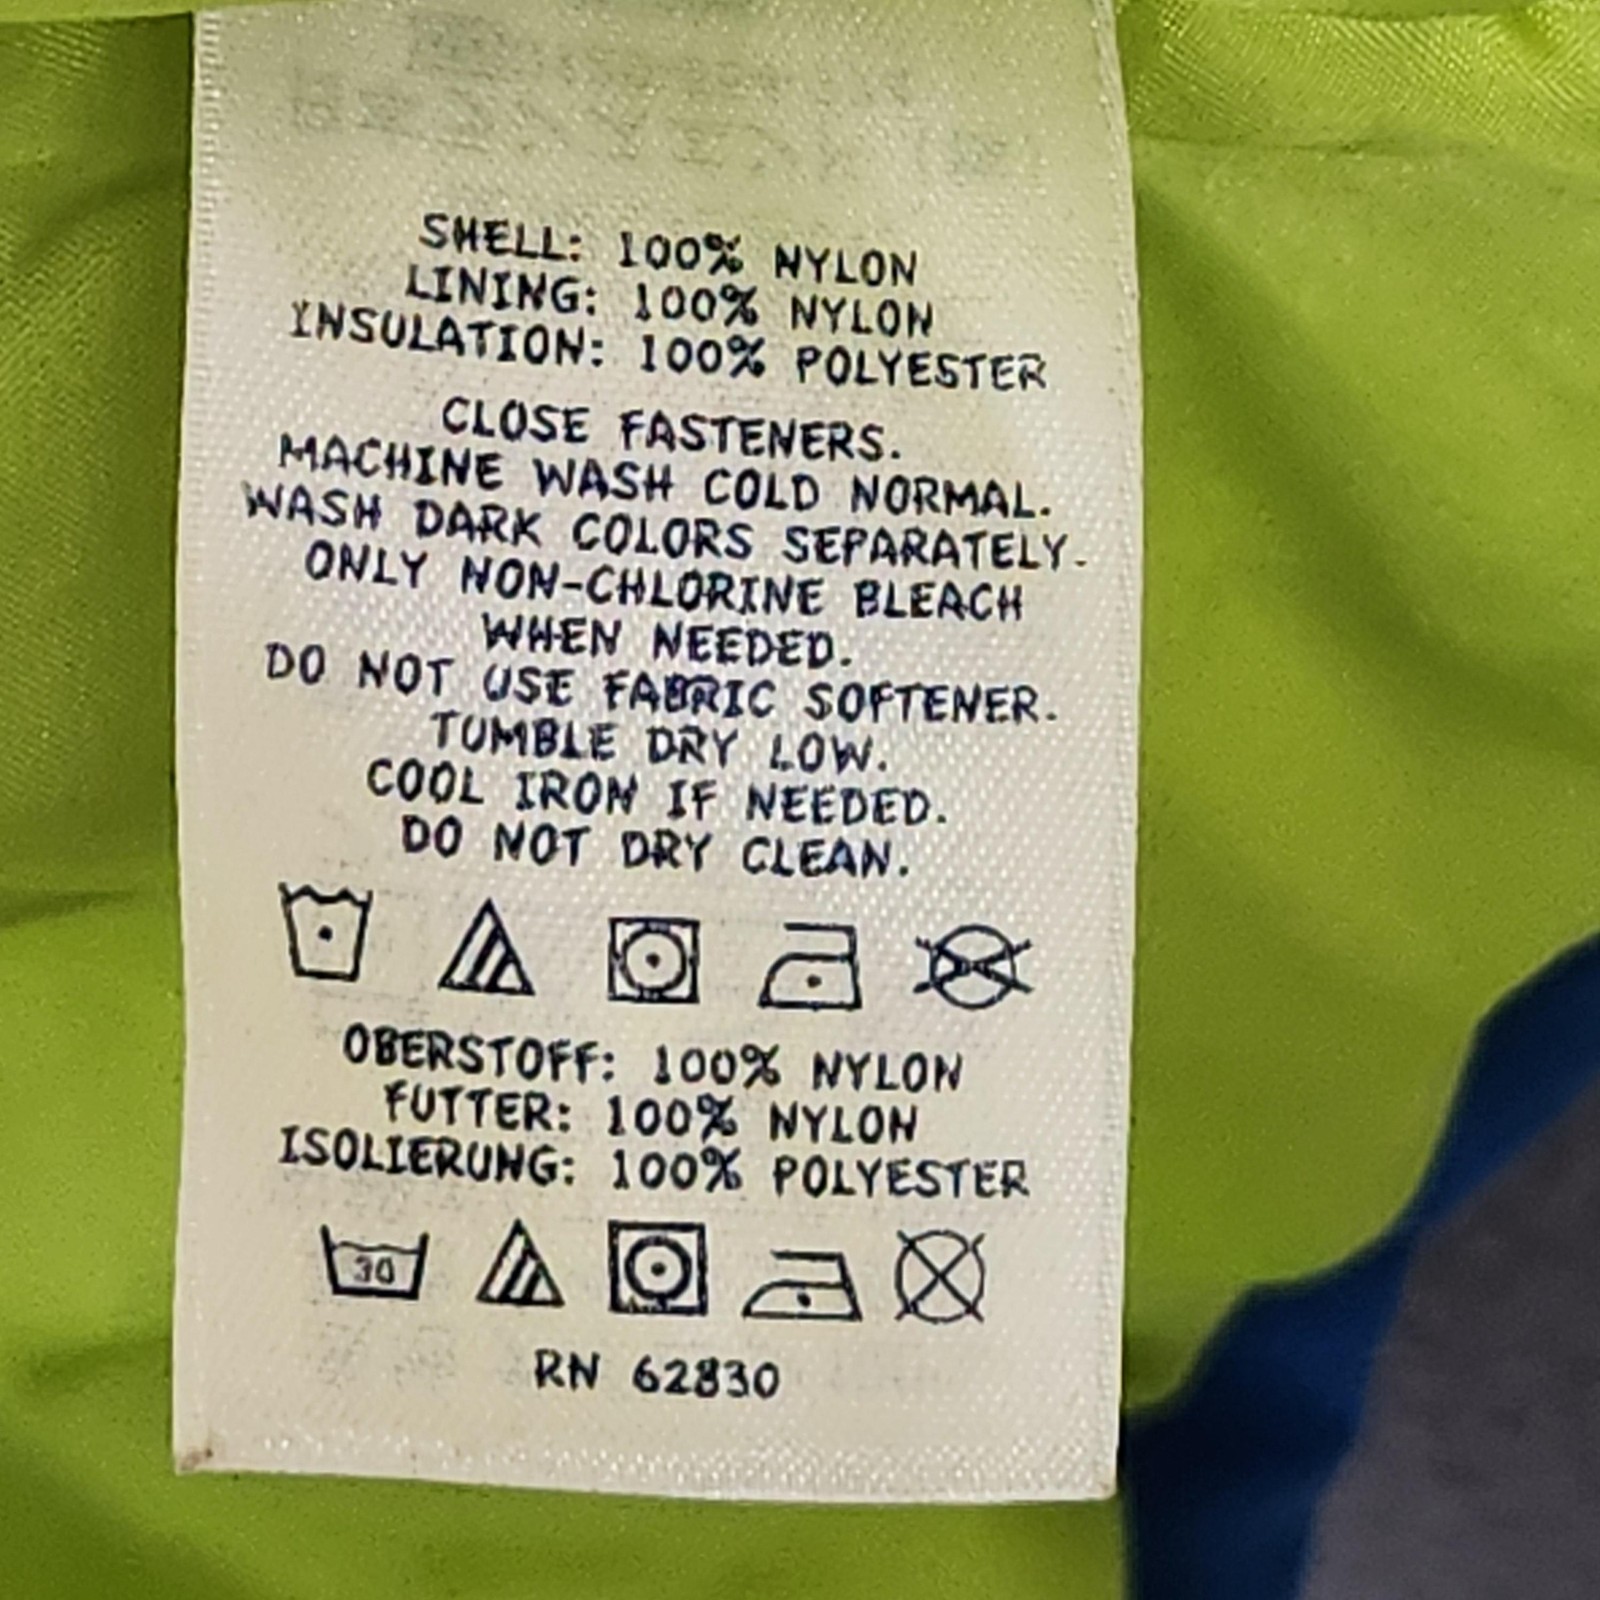 SHELL: 100% NYLON
LINING: 100% NYLON
INSULATION: 100% POLYESTER
CLOSE FASTENERS.
MACHINE WASH COLD NORMAL.
WASH DARK COLORS SEPARATELY.
ONLY NON-CHLORINE BLEACH
WHEN NEEDED.
DO NOT USE FABRIC SOFTENER.
TUMBLE DRY LOW.
COOL IRON IF NEEDED.
DO NOT DRY CLEAN.
OBERSTOFF: 100% NYLON
FUTTER: 100% NYLON
ISOLIERUNG: 100% POLYESTER
30
RN 62830